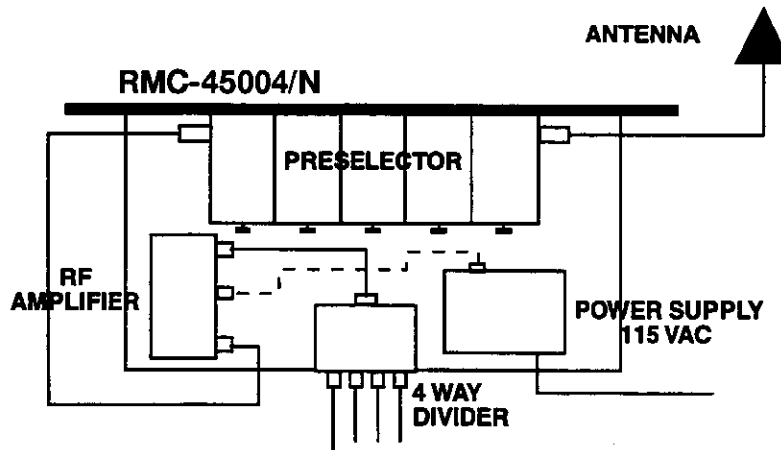 ANTENNA
RMC-45004/N
PRESELECTOR
RF
AMPLIFIER
POWER SUPPLY
115 VAC
4 WAY
DIVIDER